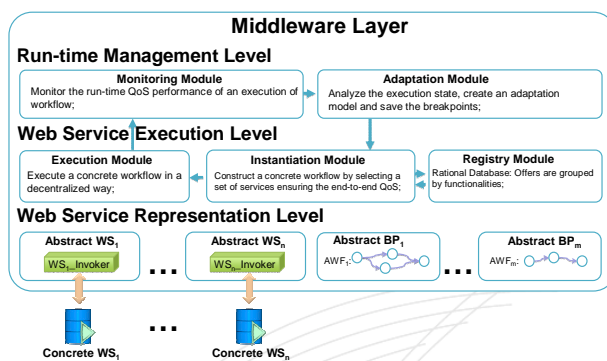 Middleware Layer
Run-time Management Level
Monitoring Module
Monitor the run-time QoS performance of an execution of
workflow;
Adaptation Module
Analyze the execution state, create an adaptation
model and save the breakpoints;
Web Service Execution Level
Execution Module
Execute a concrete workflow in a
decentralized way;
Instantiation Module
Construct a concrete workflow by selecting a
set of services ensuring the end-to-end QoS;
Registry Module
Rational Database: Offers are grouped
by functionalities;
Web Service Representation Level
Abstract WS1
WS1_Invoker
...
Abstract WSn
WSn_Invoker
Abstract BP1
AWF1:
...
Abstract BPm
AWFm:
Concrete WS1
...
Concrete WSn